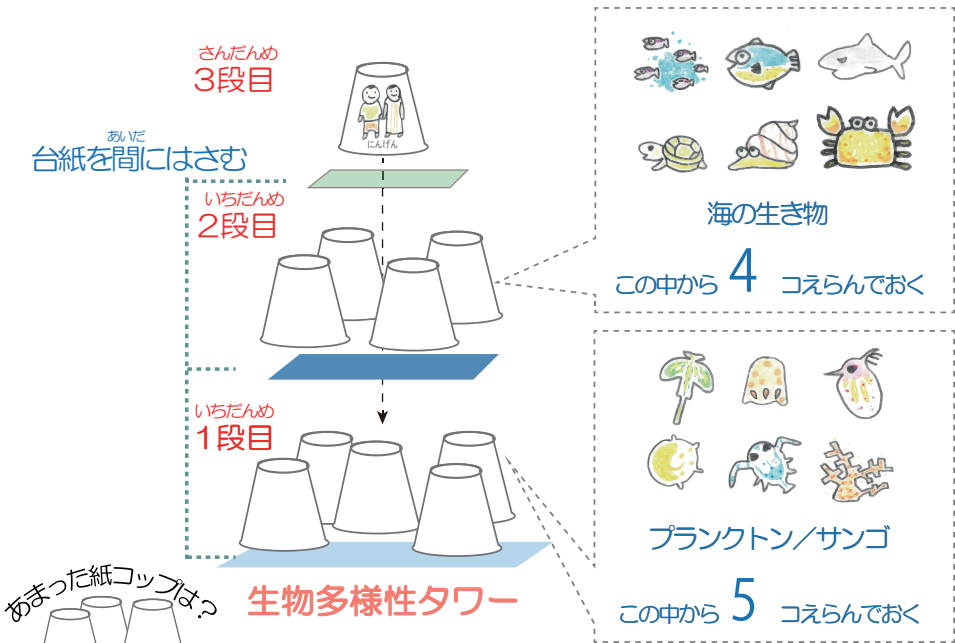 さんだんめ
3段目
にんげん
あいだ
台紙を間にはさむ
いちだんめ
2段目
いちだんめ
1段目
生物多様性タワー
あまった紙コップは?
海の生き物
この中から 4 コえらんでおく
プランクトン/サンゴ
この中から 5 コえらんでおく